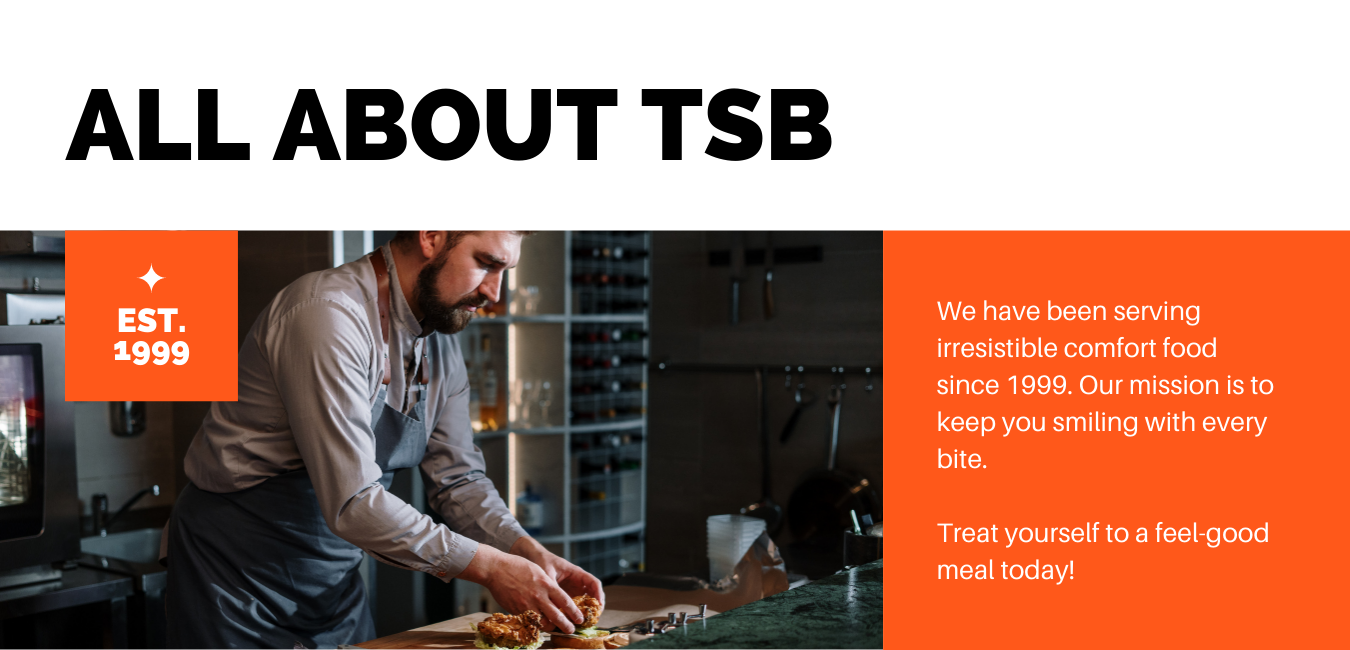 ALL ABOUT TSB
EST.
1999
We have been serving
irresistible comfort food
since 1999. Our mission is to
keep you smiling with every
bite.
Treat yourself to a feel-good
meal today!